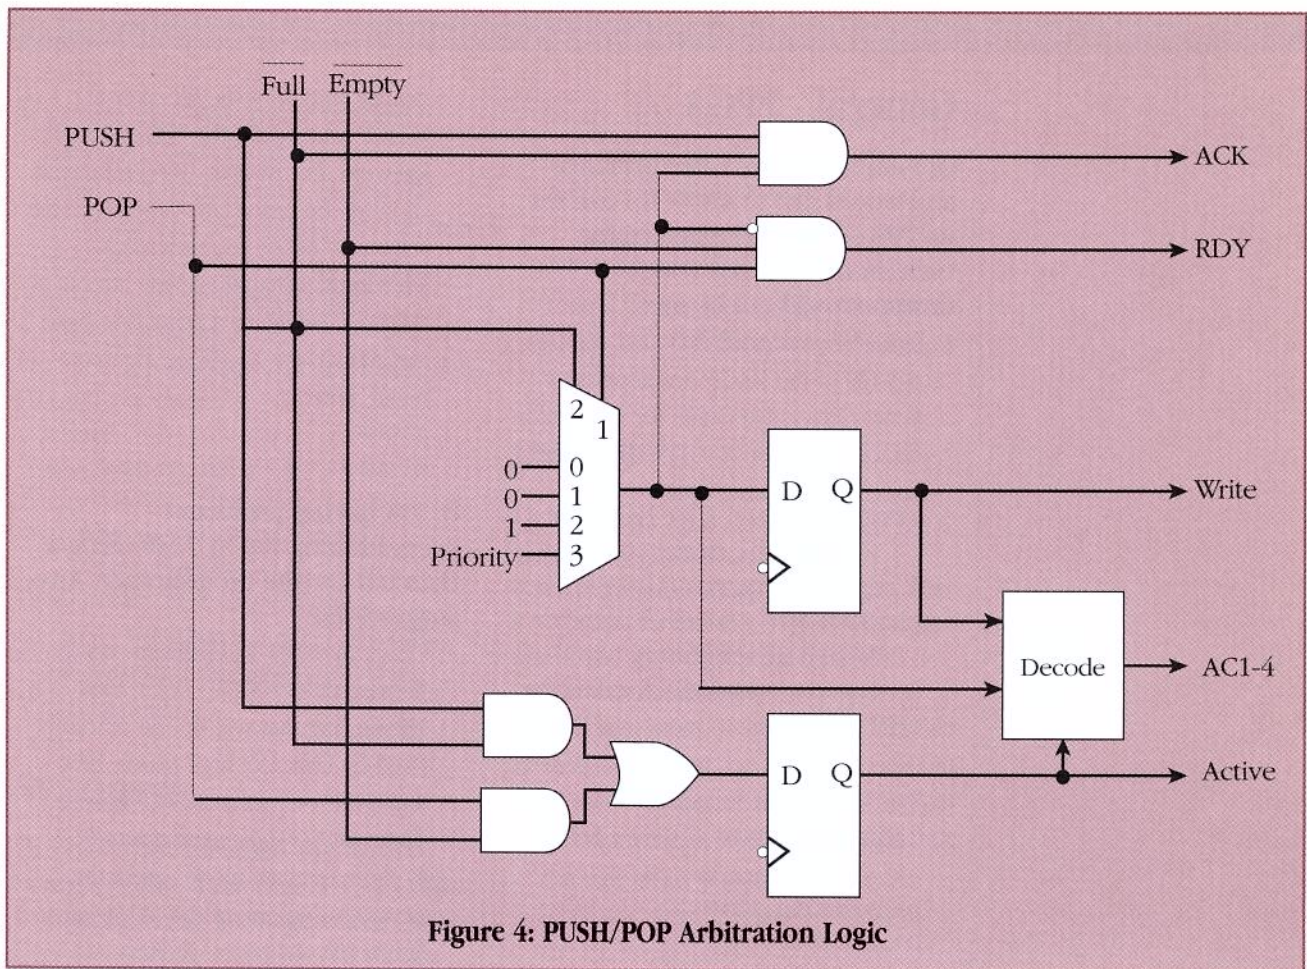 Full Empty
PUSH
ACK
POP
RDY
2
1
0 0
0 1
1 2
Priority 3
D Q
Write
Decode
AC1-4
D Q
Active
Figure 4: PUSH/POP Arbitration Logic